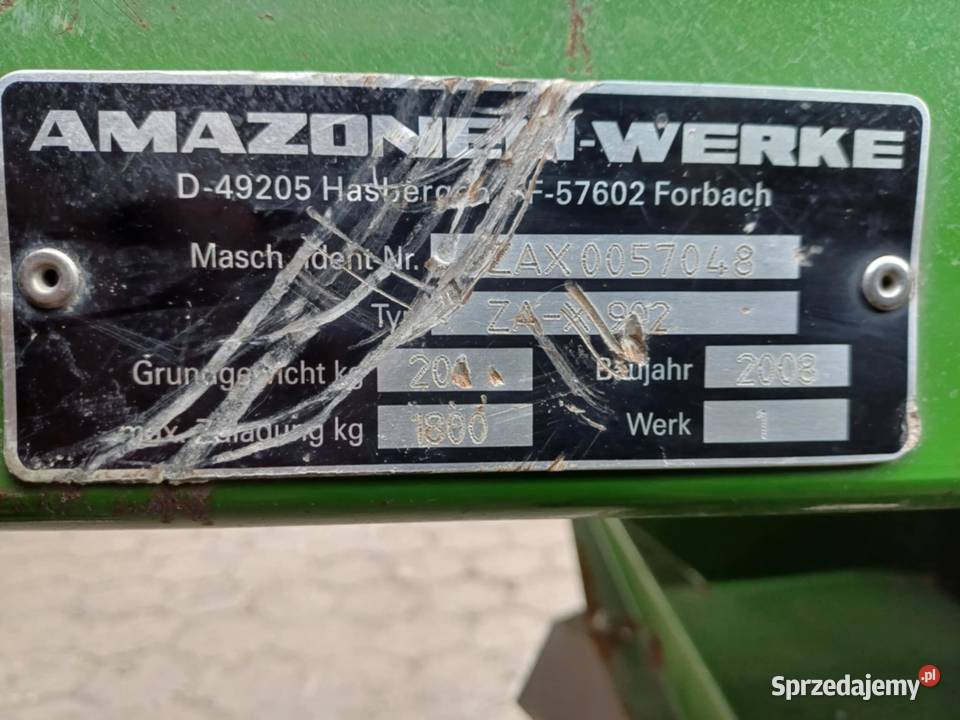 AMAZONEN-WERKE
D-49205 Hasbergen F-57602 Forbach
Masch.-Ident-Nr. ZAX0057048
Typ ZA-X 902
Grundgewicht kg Baujahr 2008
max. Zuladung kg 1800 Werk 1
Sprzedajemy.pl